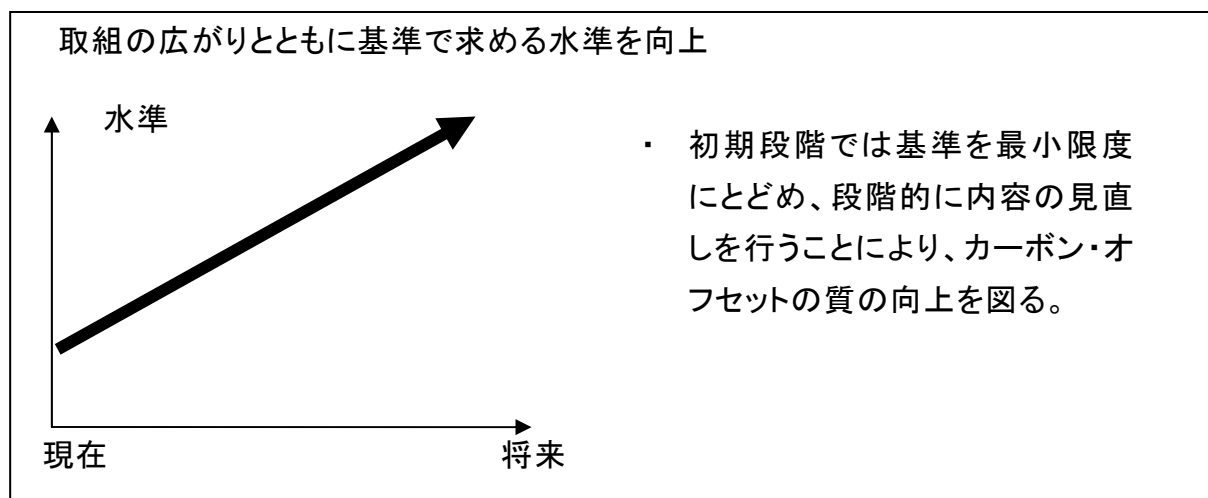 取組の広がりとともに基準で求める水準を向上
水準
・ 初期段階では基準を最小限度
にとどめ、段階的に内容の見直
しを行うことにより、カーボン・オ
フセットの質の向上を図る。
現在
将来